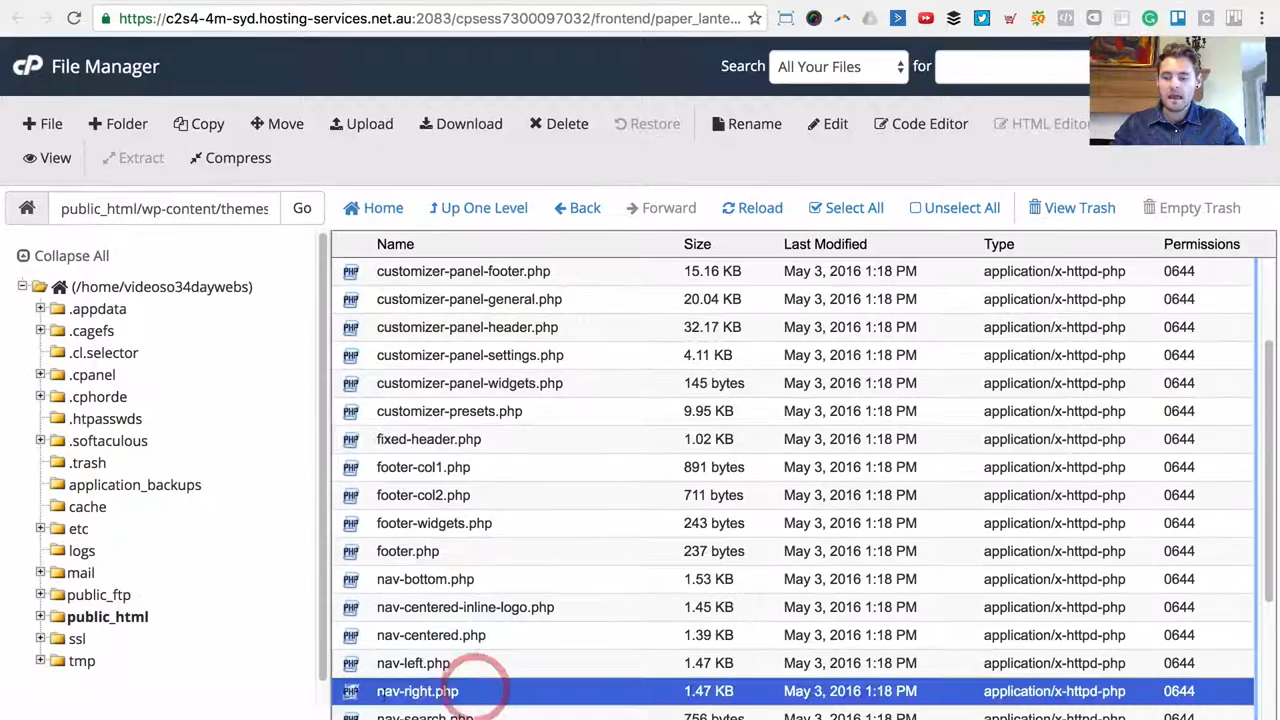 https://c2s4-4m-syd.hosting-services.net.au:2083/cpsess7300097032/frontend/paper_lante...
cP File Manager
Search All Your Files for
File Folder Copy Move Upload Download Delete Restore Rename Edit Code Editor HTML Editor
View Extract Compress
public_html/wp-content/themes Go Home Up One Level Back Forward Reload Select All Unselect All View Trash Empty Trash
Collapse All
(/home/videoso34daywebs)
.appdata
.cagefs
.cl.selector
.cpanel
.cphorde
.htpasswds
.softaculous
.trash
application_backups
cache
etc
logs
mail
public_ftp
public_html
ssl
tmp
Name Size Last Modified Type Permissions
customizer-panel-footer.php 15.16 KB May 3, 2016 1:18 PM application/x-httpd-php 0644
customizer-panel-general.php 20.04 KB May 3, 2016 1:18 PM application/x-httpd-php 0644
customizer-panel-header.php 32.17 KB May 3, 2016 1:18 PM application/x-httpd-php 0644
customizer-panel-settings.php 4.11 KB May 3, 2016 1:18 PM application/x-httpd-php 0644
customizer-panel-widgets.php 145 bytes May 3, 2016 1:18 PM application/x-httpd-php 0644
customizer-presets.php 9.95 KB May 3, 2016 1:18 PM application/x-httpd-php 0644
fixed-header.php 1.02 KB May 3, 2016 1:18 PM application/x-httpd-php 0644
footer-col1.php 891 bytes May 3, 2016 1:18 PM application/x-httpd-php 0644
footer-col2.php 711 bytes May 3, 2016 1:18 PM application/x-httpd-php 0644
footer-widgets.php 243 bytes May 3, 2016 1:18 PM application/x-httpd-php 0644
footer.php 237 bytes May 3, 2016 1:18 PM application/x-httpd-php 0644
nav-bottom.php 1.53 KB May 3, 2016 1:18 PM application/x-httpd-php 0644
nav-centered-inline-logo.php 1.45 KB May 3, 2016 1:18 PM application/x-httpd-php 0644
nav-centered.php 1.39 KB May 3, 2016 1:18 PM application/x-httpd-php 0644
nav-left.php 1.47 KB May 3, 2016 1:18 PM application/x-httpd-php 0644
nav-right.php 1.47 KB May 3, 2016 1:18 PM application/x-httpd-php 0644
nav-search.php 756 bytes May 3, 2016 1:18 PM application/x-httpd-php 0644